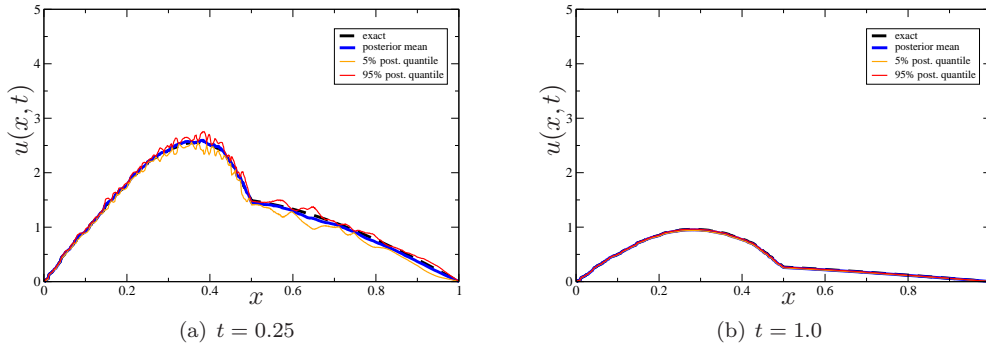 5
4
3
2
1
0
u(x, t)
exact
posterior mean
5% post. quantile
95% post. quantile
0 0.2 0.4 0.6 0.8 1
x
(a) t = 0.25
5
4
3
2
1
0
u(x, t)
exact
posterior mean
5% post. quantile
95% post. quantile
0 0.2 0.4 0.6 0.8
x
(b) t = 1.0